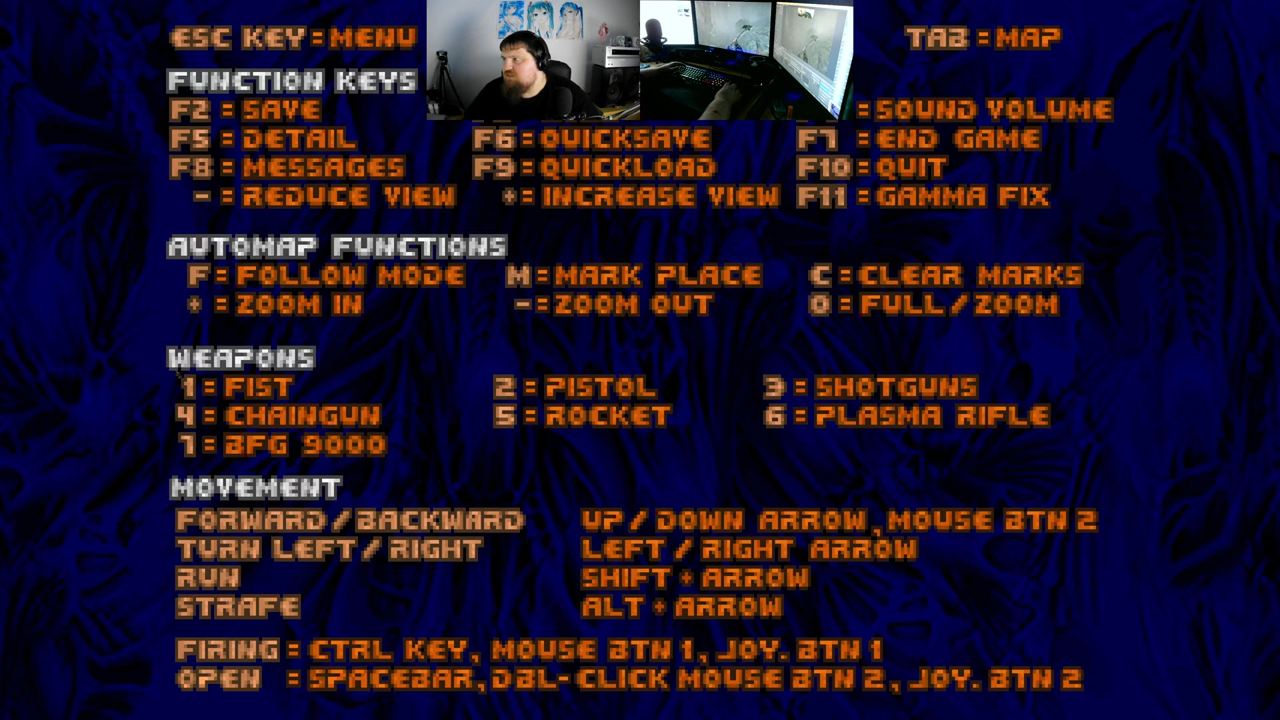 ESC KEY = MENU TAB = MAP
FUNCTION KEYS
F2 = SAVE = SOUND VOLUME
F5 = DETAIL F6 = QUICKSAVE F7 = END GAME
F8 = MESSAGES F9 = QUICKLOAD F10 = QUIT
- = REDUCE VIEW + = INCREASE VIEW F11 = GAMMA FIX
AUTOMAP FUNCTIONS
F = FOLLOW MODE M = MARK PLACE C = CLEAR MARKS
+ = ZOOM IN - = ZOOM OUT 0 = FULL/ZOOM
WEAPONS
1 = FIST 2 = PISTOL 3 = SHOTGUNS
4 = CHAINGUN 5 = ROCKET 6 = PLASMA RIFLE
7 = BFG 9000
MOVEMENT
FORWARD/BACKWARD UP/DOWN ARROW, MOUSE BTN 2
TURN LEFT/RIGHT LEFT/RIGHT ARROW
RUN SHIFT + ARROW
STRAFE ALT + ARROW
FIRING = CTRL KEY, MOUSE BTN 1, JOY. BTN 1
OPEN = SPACEBAR, DBL-CLICK MOUSE BTN 2, JOY. BTN 2